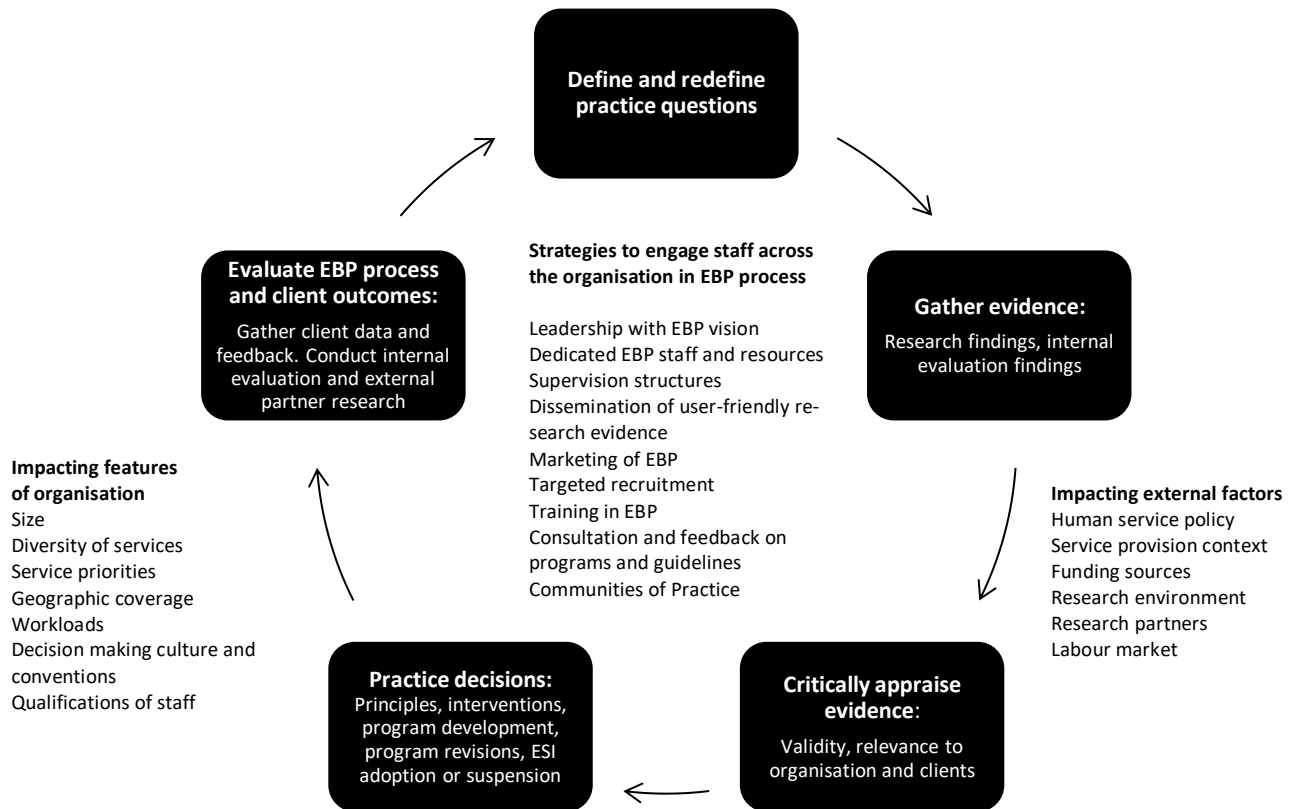 Define and redefine
practice questions
Strategies to engage staff across
the organisation in EBP process
Leadership with EBP vision
Dedicated EBP staff and resources
Supervision structures
Dissemination of user-friendly re-
search evidence
Marketing of EBP
Targeted recruitment
Training in EBP
Consultation and feedback on
programs and guidelines
Communities of Practice
Gather evidence:
Research findings, internal
evaluation findings
Impacting external factors
Human service policy
Service provision context
Funding sources
Research environment
Research partners
Labour market
Critically appraise
evidence:
Validity, relevance to
organisation and clients
Practice decisions:
Principles, interventions,
program development,
program revisions, ESI
adoption or suspension
Impacting features
of organisation
Size
Diversity of services
Service priorities
Geographic coverage
Workloads
Decision making culture and
conventions
Qualifications of staff
Evaluate EBP process
and client outcomes:
Gather client data and
feedback. Conduct internal
evaluation and external
partner research